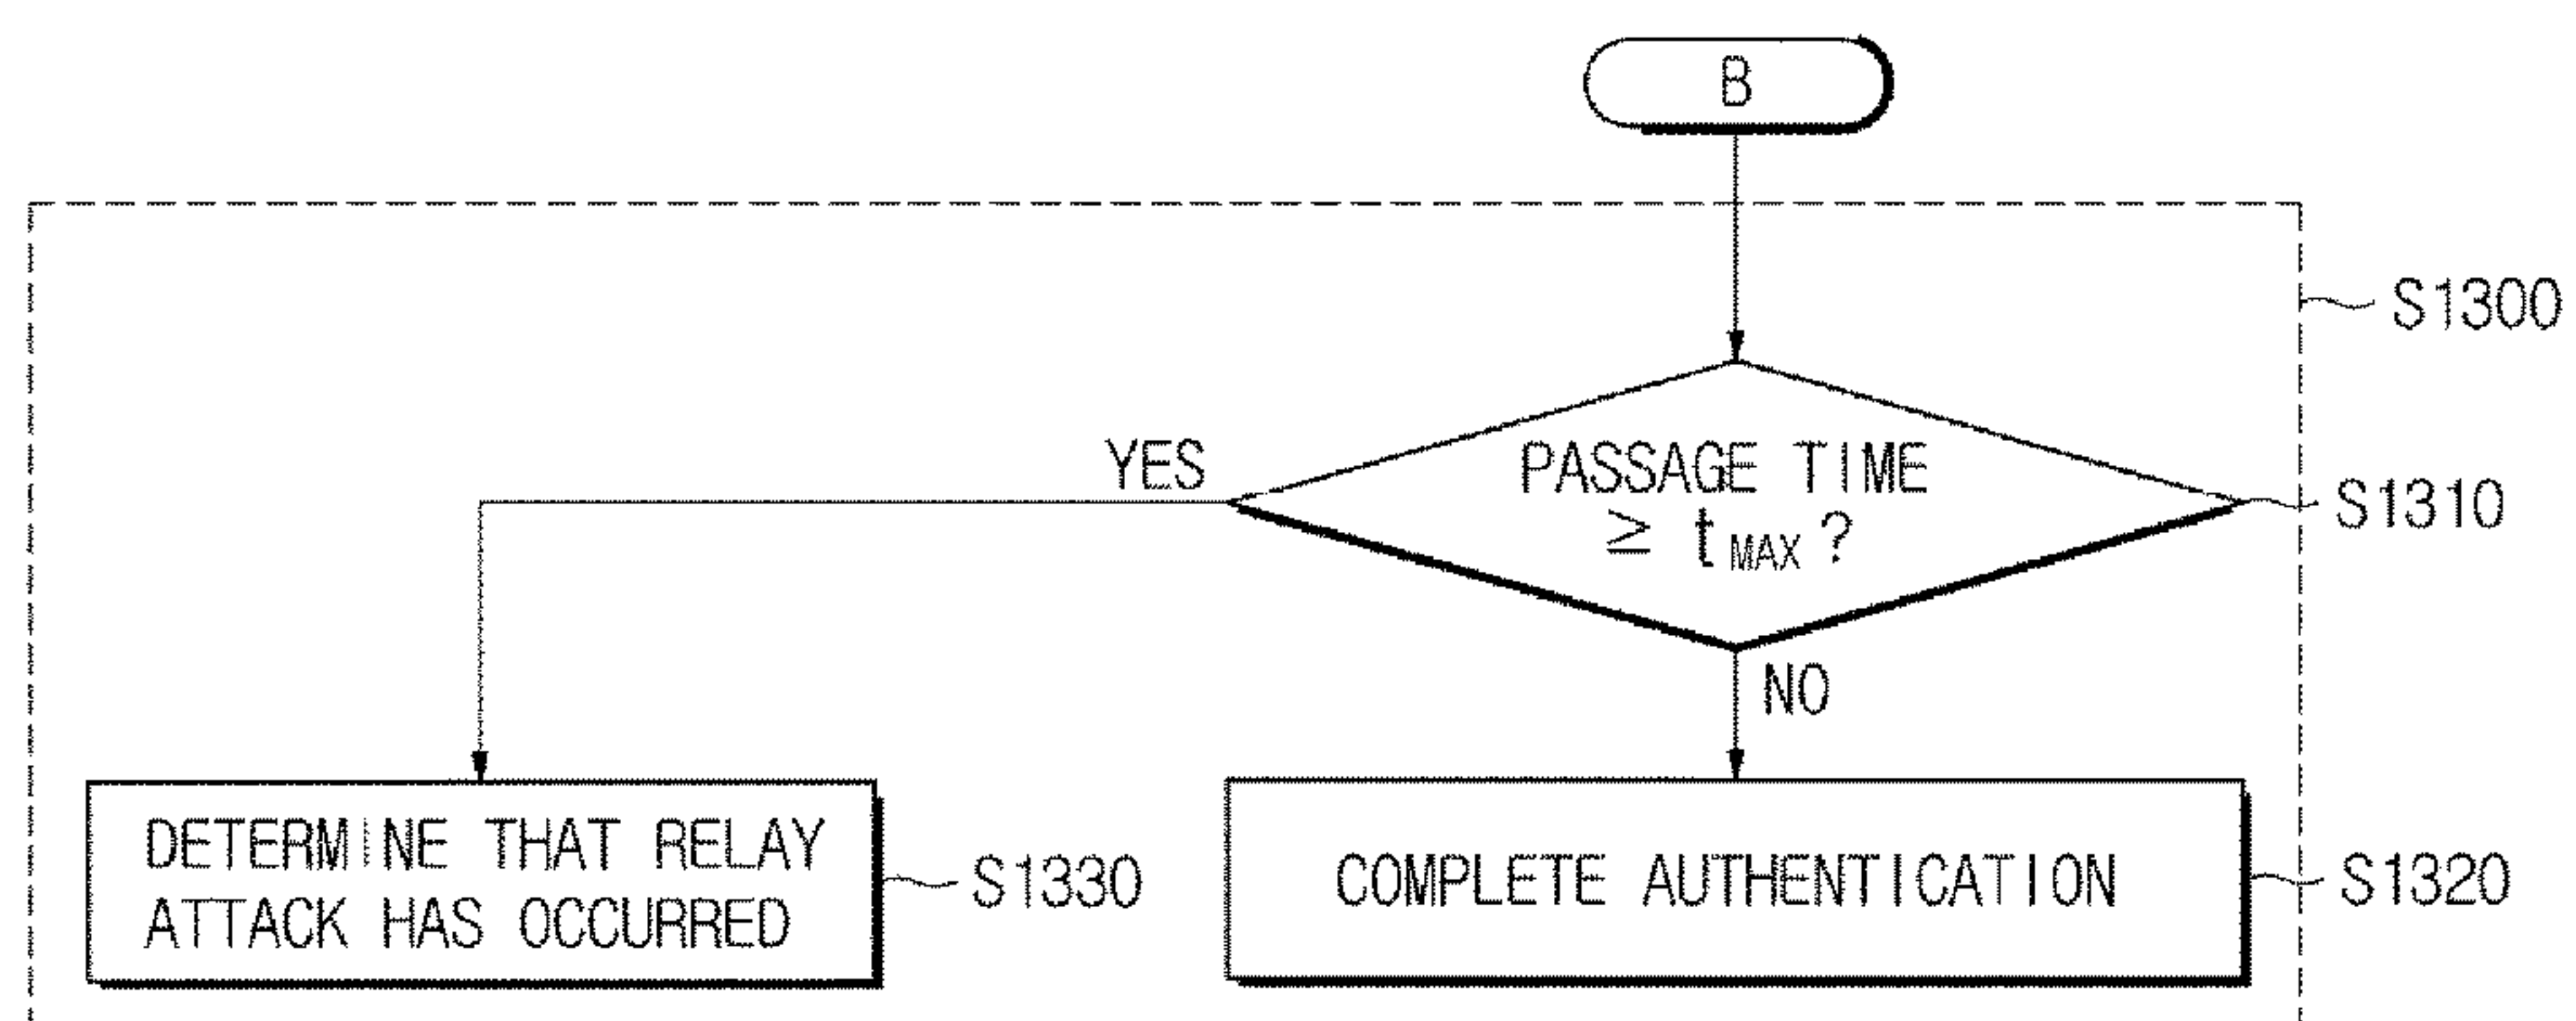 B
S1300
YES
PASSAGE TIME
≥ tMAX?
S1310
NO
DETERMINE THAT RELAY
ATTACK HAS OCCURRED
S1330
COMPLETE AUTHENTICATION
S1320